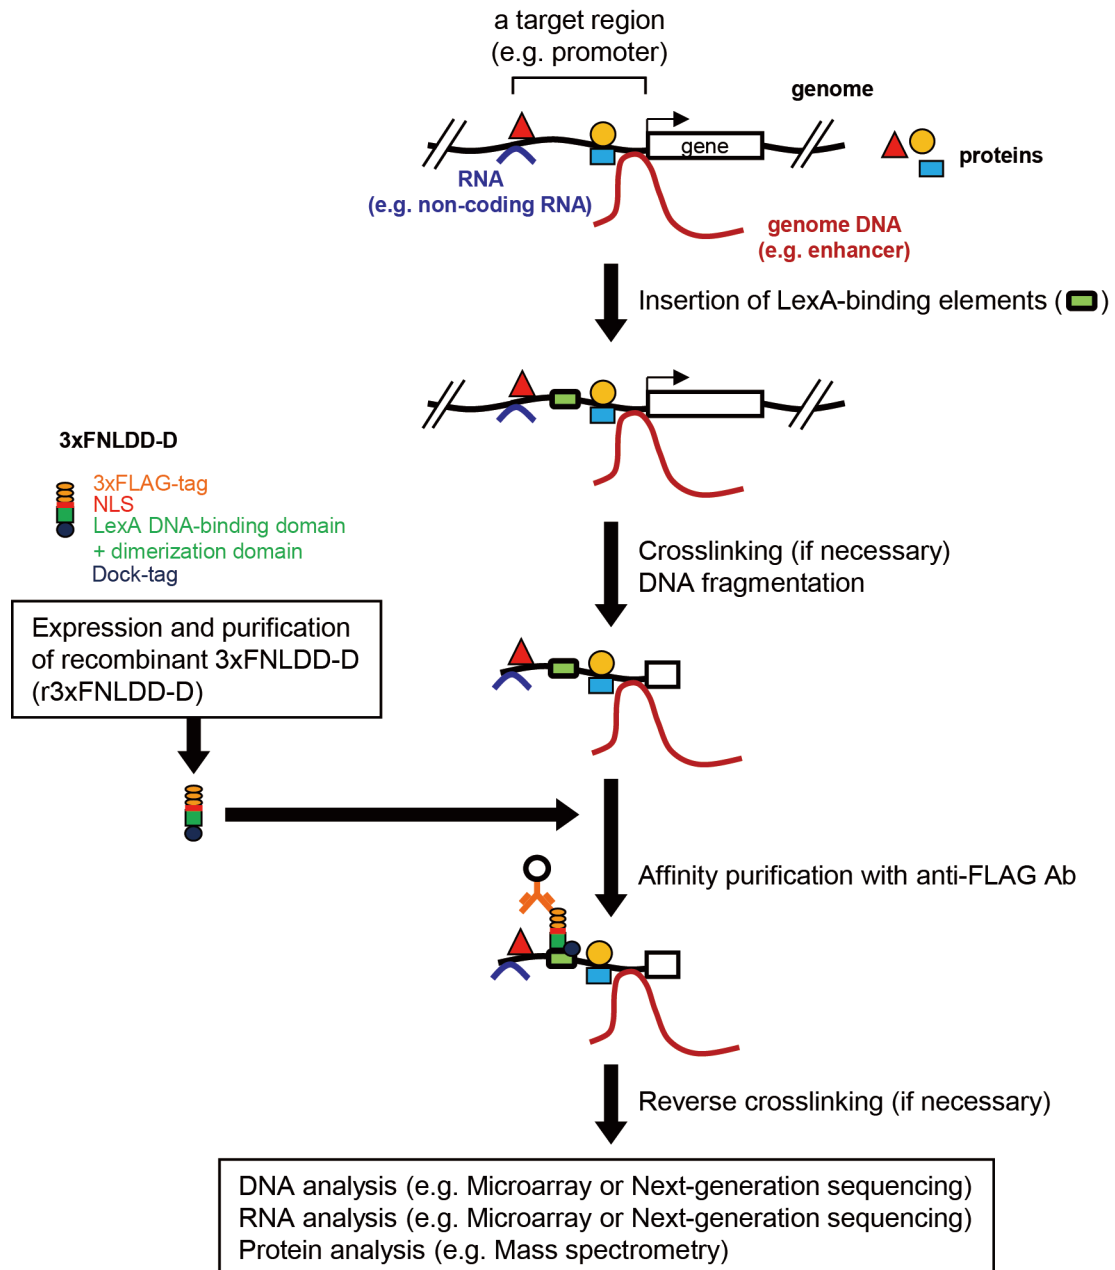 a target region
(e.g. promoter)
genome
gene
proteins
RNA
(e.g. non-coding RNA)
genome DNA
(e.g. enhancer)
Insertion of LexA-binding elements ( )
3xFNLDD-D
3xFLAG-tag
NLS
LexA DNA-binding domain
+ dimerization domain
Dock-tag
Crosslinking (if necessary)
DNA fragmentation
Expression and purification
of recombinant 3xFNLDD-D
(r3xFNLDD-D)
Affinity purification with anti-FLAG Ab
Reverse crosslinking (if necessary)
DNA analysis (e.g. Microarray or Next-generation sequencing)
RNA analysis (e.g. Microarray or Next-generation sequencing)
Protein analysis (e.g. Mass spectrometry)